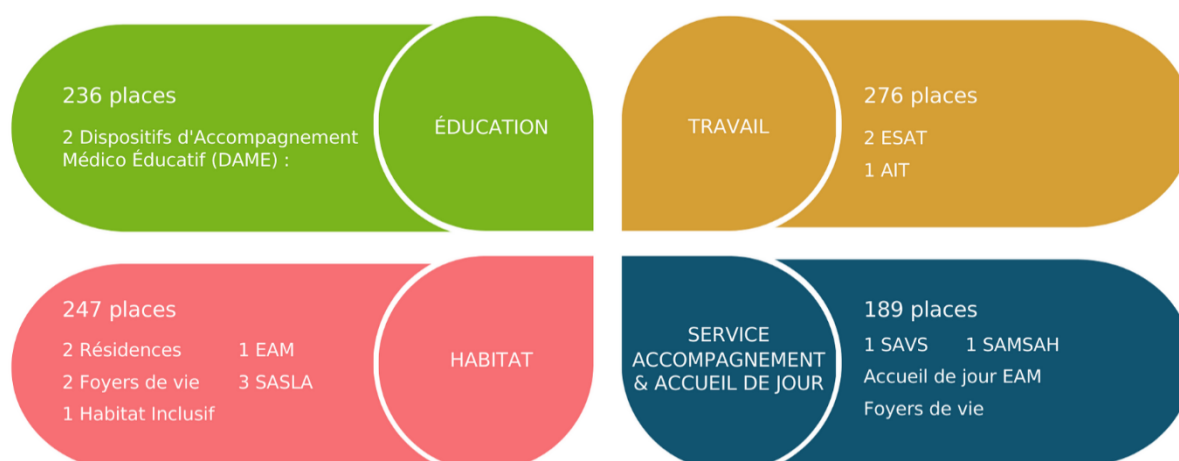 236 places
2 Dispositifs d'Accompagnement
Médico Éducatif (DAME) :
ÉDUCATION
TRAVAIL
276 places
2 ESAT
1 AIT
247 places
2 Résidences 1 EAM
2 Foyers de vie 3 SASLA
1 Habitat Inclusif
HABITAT
SERVICE
ACCOMPAGNEMENT
& ACCUEIL DE JOUR
189 places
1 SAVS 1 SAMSAH
Accueil de jour EAM
Foyers de vie